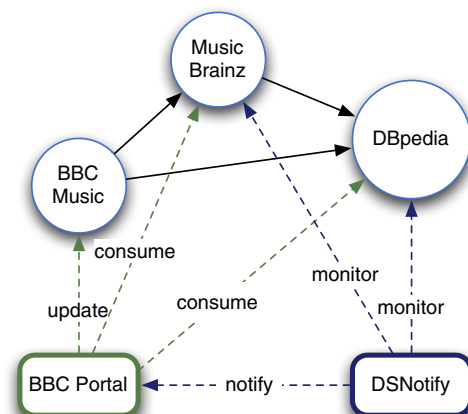 Music
Brainz
DBpedia
BBC
Music
consume
monitor
update
consume
monitor
BBC Portal
notify
DSNotify